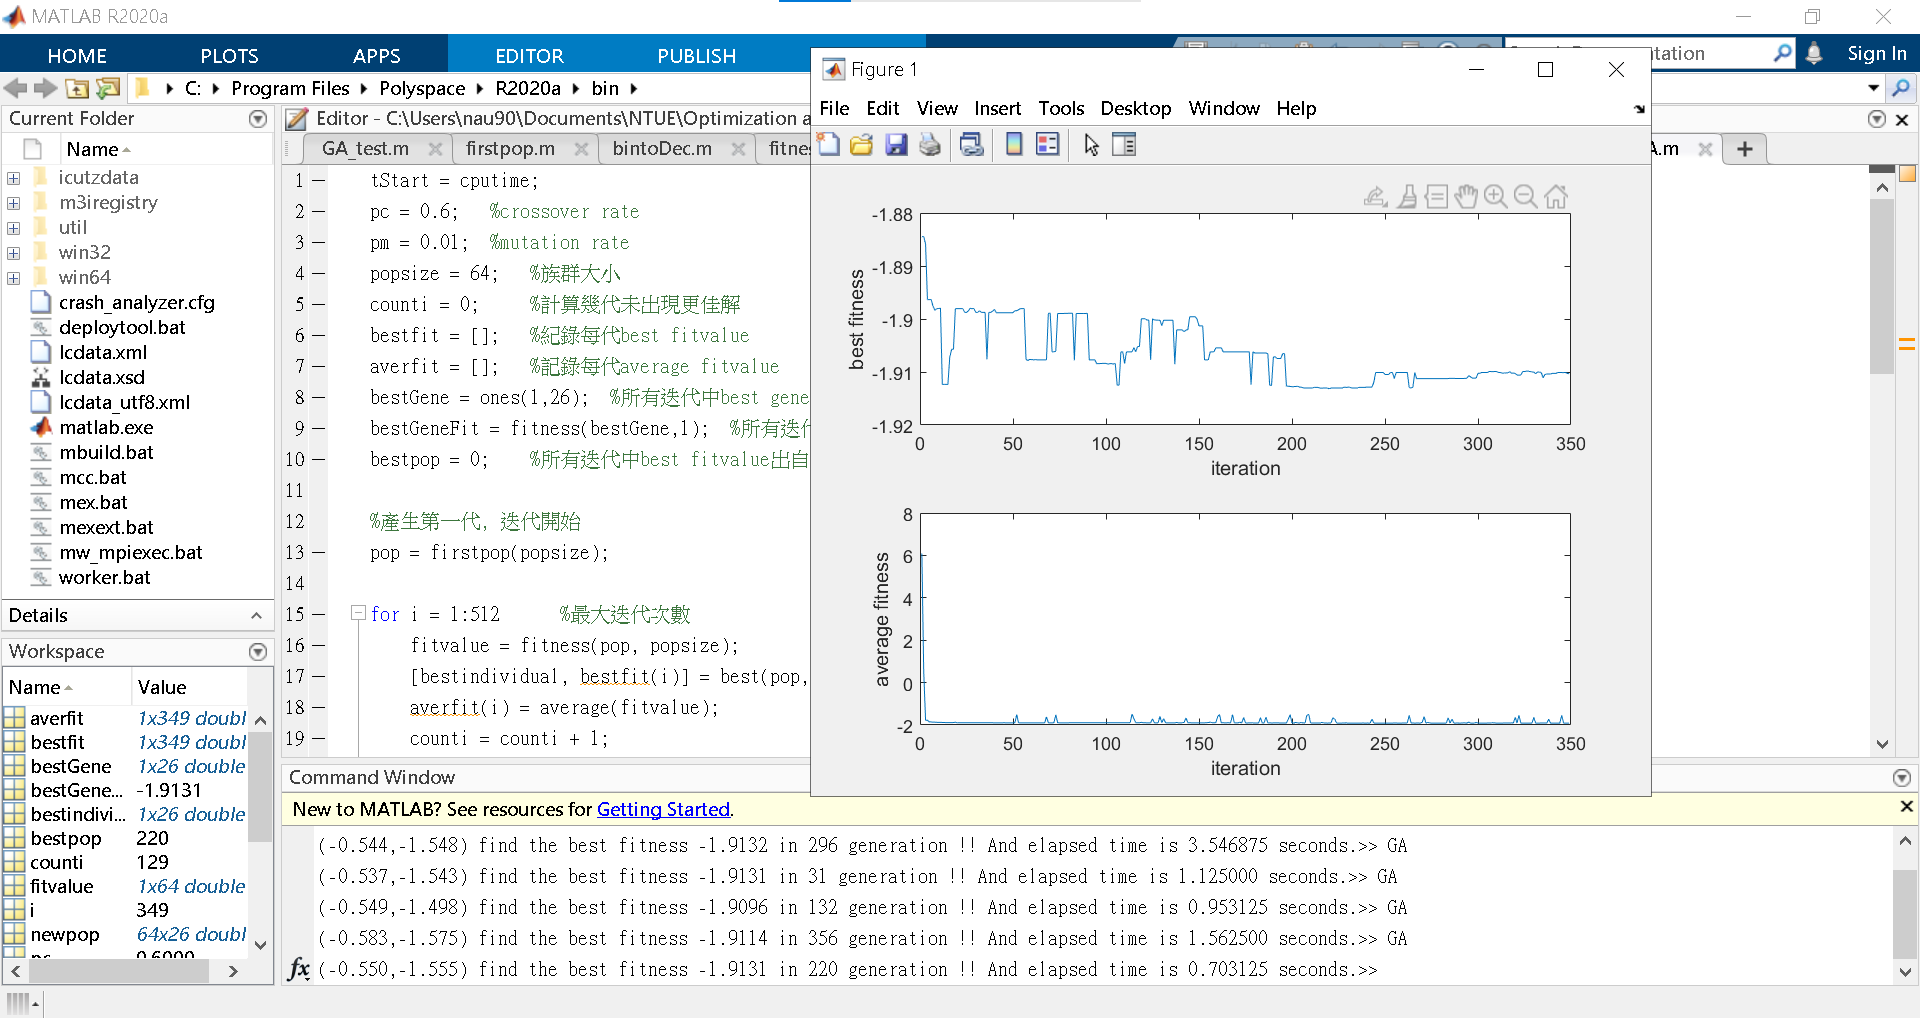 MATLAB R2020a
HOME PLOTS APPS EDITOR PUBLISH
Sign In
C: Program Files Polyspace R2020a bin
Current Folder
Name
icutzdata
m3iregistry
util
win32
win64
crash_analyzer.cfg
deploytool.bat
lcdata.xml
lcdata.xsd
lcdata_utf8.xml
matlab.exe
mbuild.bat
mcc.bat
mex.bat
mexext.bat
mw_mpiexec.bat
worker.bat
Details
Workspace
Name Value
averfit 1x349 doubl
bestfit 1x349 doubl
bestGene 1x26 double
bestGene... -1.9131
bestindivi... 1x26 double
bestpop 220
counti 129
fitvalue 1x64 double
i 349
newpop 64x26 doubl
Editor - C:\Users\nau90\Documents\NTUE\Optimization a
GA_test.m firstpop.m bintoDec.m fitnes
A.m
1 tStart = cputime;
2 pc = 0.6; %crossover rate
3 pm = 0.01; %mutation rate
4 popsize = 64; %族群大小
5 counti = 0; %計算幾代未出現更佳解
6 bestfit = []; %紀錄每代best fitvalue
7 averfit = []; %記錄每代average fitvalue
8 bestGene = ones(1,26); %所有迭代中best gene
9 bestGeneFit = fitness(bestGene,1); %所有迭代
10 bestpop = 0; %所有迭代中best fitvalue出自
11
12 %產生第一代, 迭代開始
13 pop = firstpop(popsize);
14
15 for i = 1:512 %最大迭代次數
16 fitvalue = fitness(pop, popsize);
17 [bestindividual, bestfit(i)] = best(pop,
18 averfit(i) = average(fitvalue);
19 counti = counti + 1;
Figure 1
File Edit View Insert Tools Desktop Window Help
-1.88
-1.89
-1.9
-1.91
-1.92
best fitness
0 50 100 150 200 250 300 350
iteration
8
6
4
2
0
-2
average fitness
0 50 100 150 200 250 300 350
iteration
Command Window
New to MATLAB? See resources for Getting Started.
(-0.544,-1.548) find the best fitness -1.9132 in 296 generation !! And elapsed time is 3.546875 seconds.>> GA
(-0.537,-1.543) find the best fitness -1.9131 in 31 generation !! And elapsed time is 1.125000 seconds.>> GA
(-0.549,-1.498) find the best fitness -1.9096 in 132 generation !! And elapsed time is 0.953125 seconds.>> GA
(-0.583,-1.575) find the best fitness -1.9114 in 356 generation !! And elapsed time is 1.562500 seconds.>> GA
fx (-0.550,-1.555) find the best fitness -1.9131 in 220 generation !! And elapsed time is 0.703125 seconds.>>